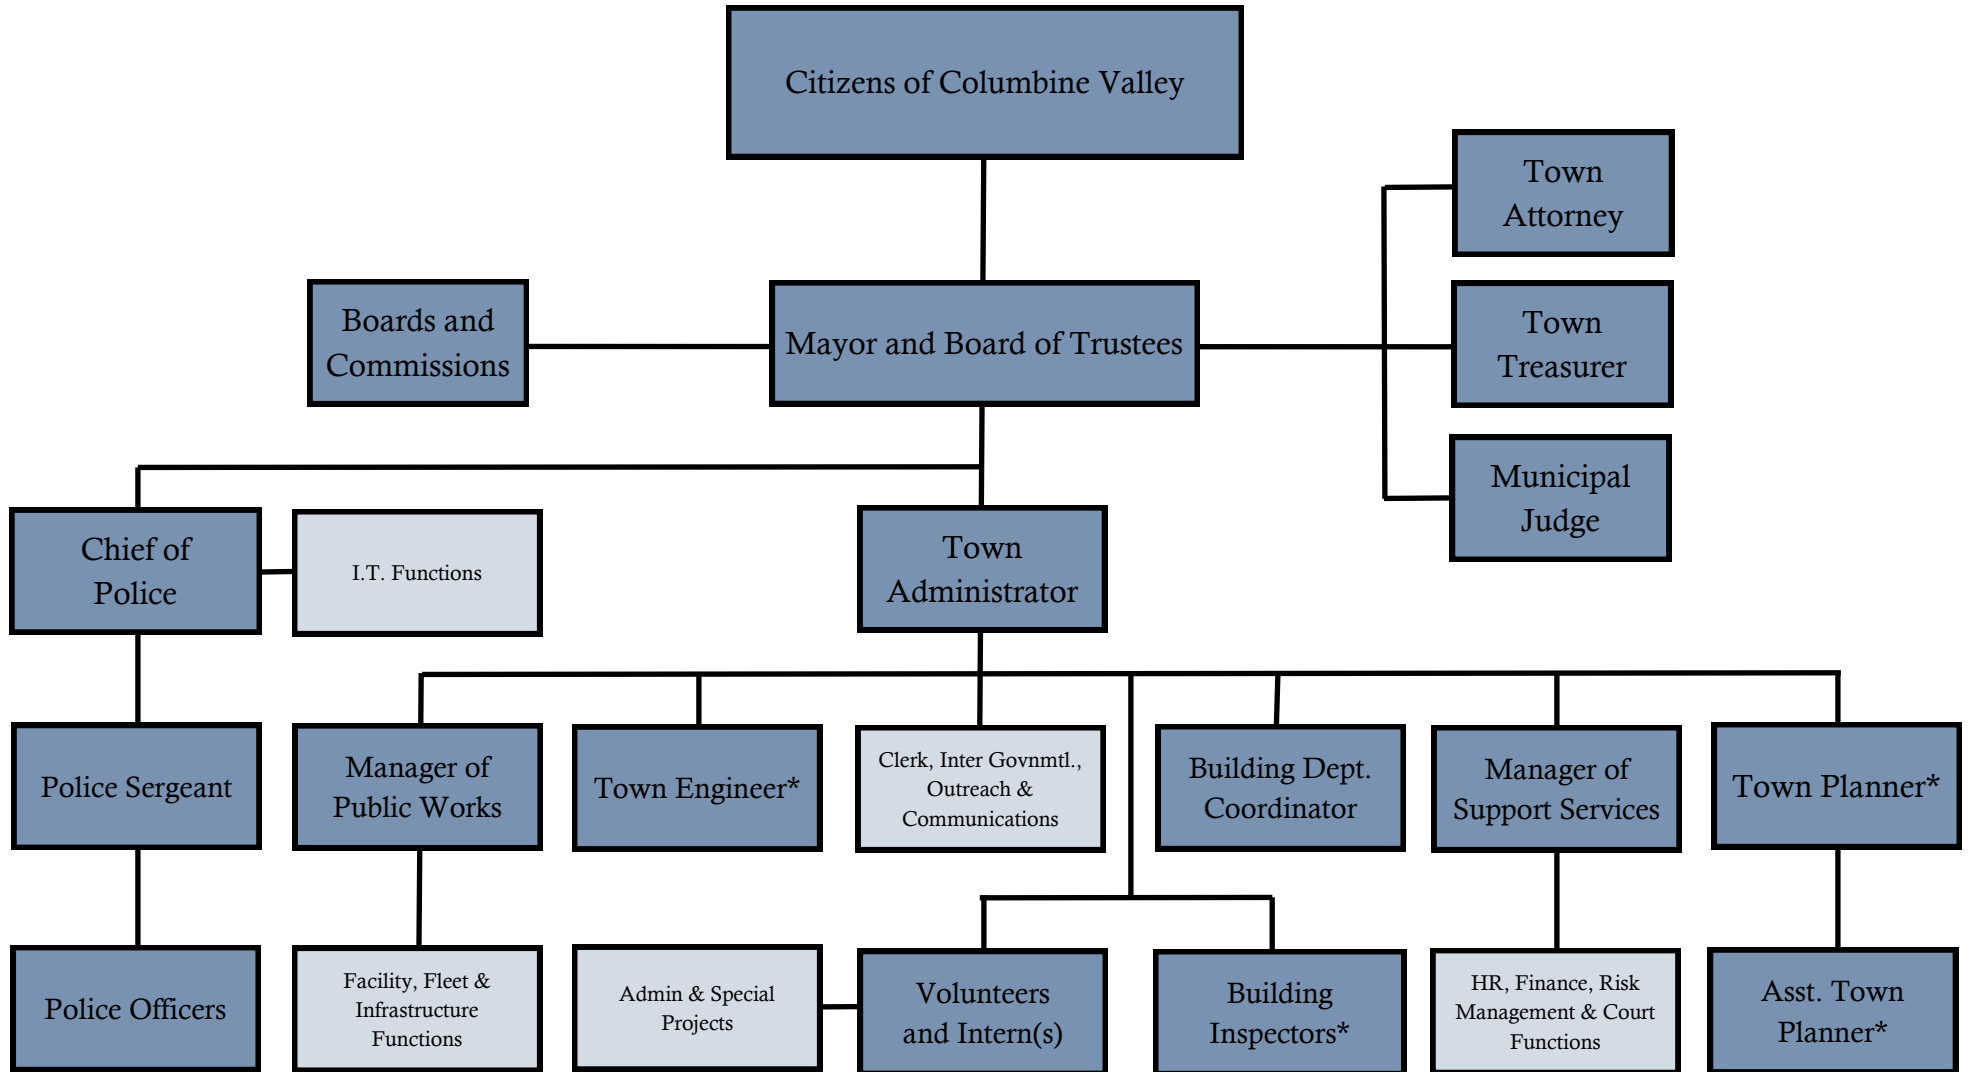 Citizens of Columbine Valley
Town
Attorney
Boards and
Commissions
Mayor and Board of Trustees
Town
Treasurer
Municipal
Judge
Chief of
Police
I.T. Functions
Town
Administrator
Police Sergeant
Manager of
Public Works
Town Engineer*
Clerk, Inter Govnmtl.,
Outreach &
Communications
Building Dept.
Coordinator
Manager of
Support Services
Town Planner*
Police Officers
Facility, Fleet &
Infrastructure
Functions
Admin & Special
Projects
Volunteers
and Intern(s)
Building
Inspectors*
HR, Finance, Risk
Management & Court
Functions
Asst. Town
Planner*